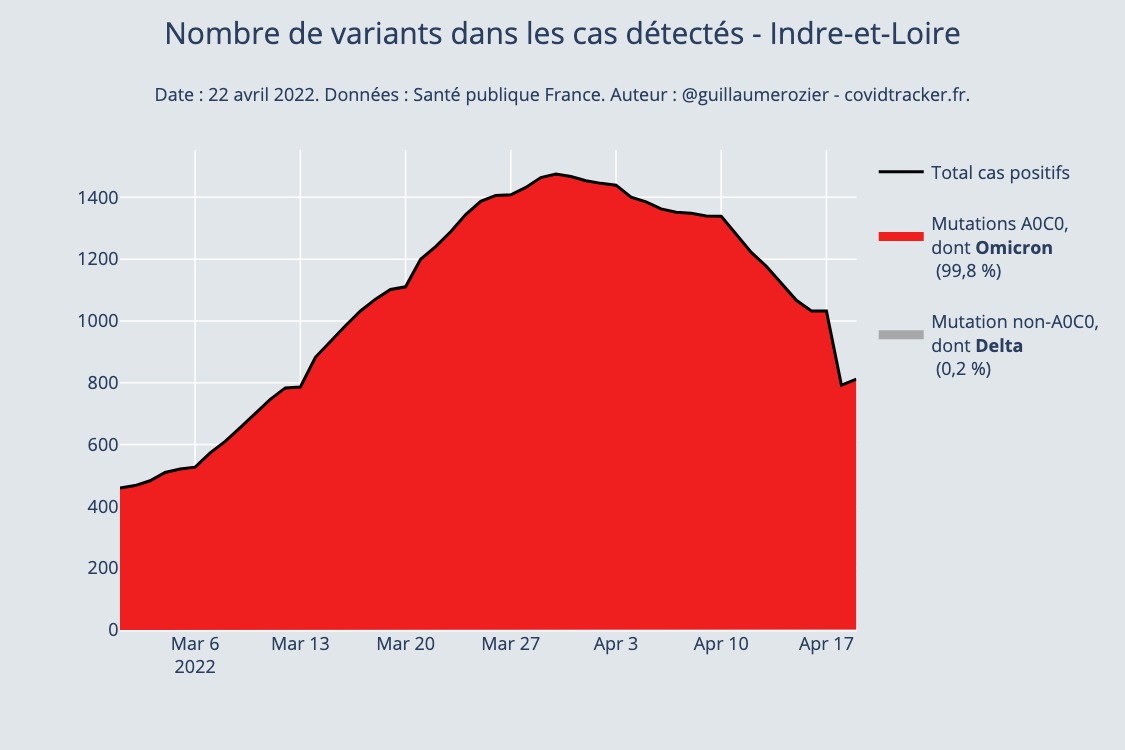 Nombre de variants dans les cas détectés - Indre-et-Loire
Date : 22 avril 2022. Données : Santé publique France. Auteur : @guillaumerozier - covidtracker.fr.
Total cas positifs
Mutations A0C0,
dont Omicron
(99,8 %)
Mutation non-A0C0,
dont Delta
(0,2 %)
1400
1200
1000
800
600
400
200
0
Mar 6
2022
Mar 13
Mar 20
Mar 27
Apr 3
Apr 10
Apr 17